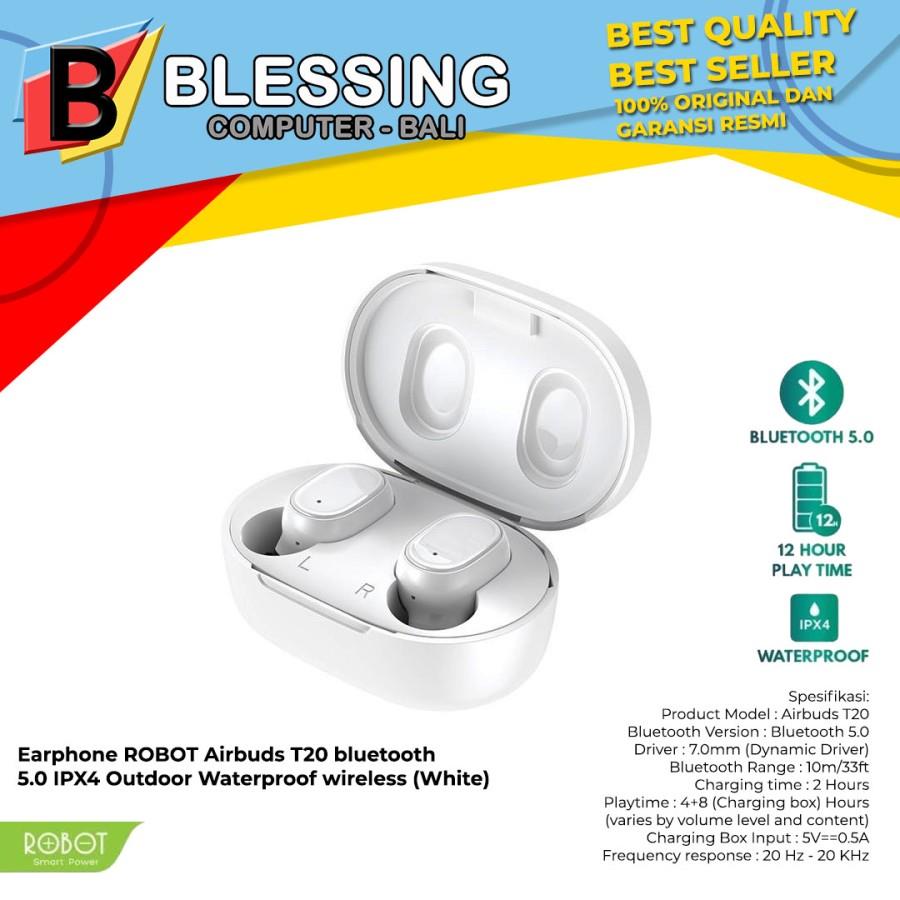 B
BLESSING
COMPUTER - BALI
BEST QUALITY
BEST SELLER
100% ORIGINAL DAN
GARANSI RESMI
L
R
BLUETOOTH 5.0
12H
12 HOUR
PLAY TIME
IPX4
WATERPROOF
Spesifikasi:
Product Model : Airbuds T20
Bluetooth Version : Bluetooth 5.0
Driver : 7.0mm (Dynamic Driver)
Bluetooth Range : 10m/33ft
Charging time : 2 Hours
Playtime : 4+8 (Charging box) Hours
(varies by volume level and content)
Charging Box Input : 5V==0.5A
Frequency response : 20 Hz - 20 KHz
Earphone ROBOT Airbuds T20 bluetooth
5.0 IPX4 Outdoor Waterproof wireless (White)
ROBOT
Smart Power